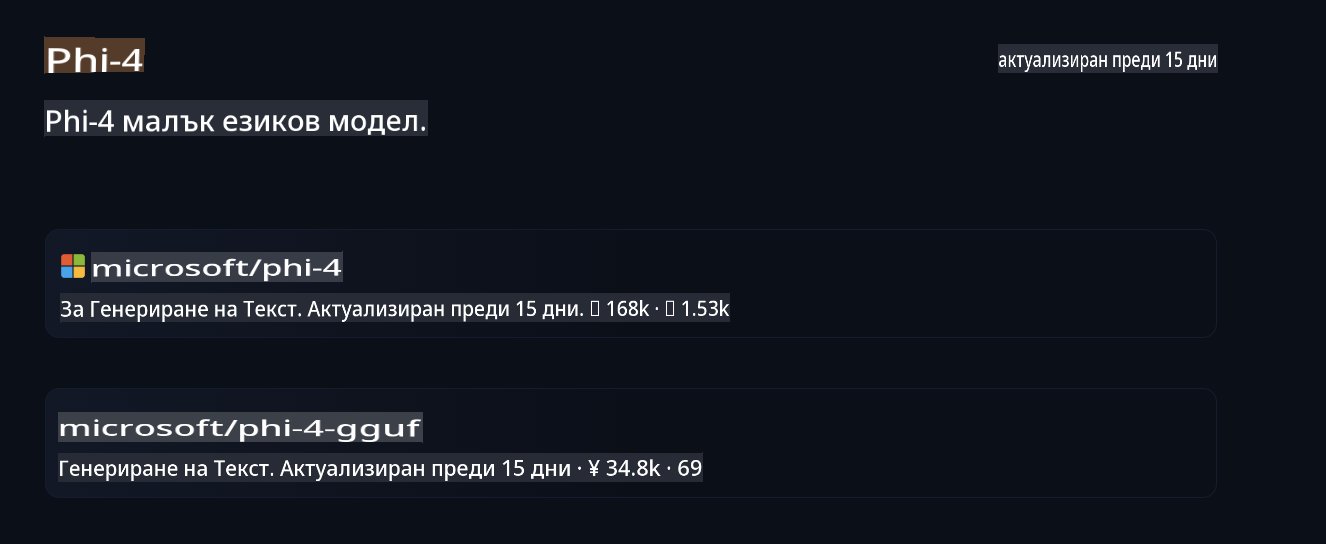 Phi-4
актуализиран преди 15 дни
Phi-4 малък езиков модел.
microsoft/phi-4
За Генериране на Текст. Актуализиран преди 15 дни. 168k · 1.53k
microsoft/phi-4-gguf
Генериране на Текст. Актуализиран преди 15 дни · ¥ 34.8k · 69